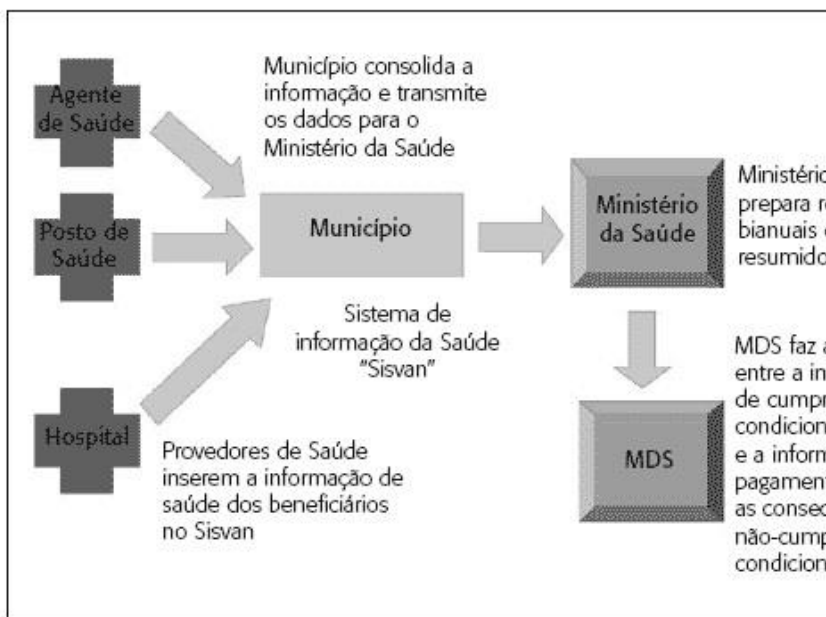 Agente
de Saúde
Município consolida a
informação e transmite
os dados para o
Ministério da Saúde
Posto de
Saúde
Município
Ministério
da Saúde
Ministério
prepara
bianuais
resumido
Sistema de
informação da Saúde
"Sisvan"
Hospital
Provedores de Saúde
inserem a informação de
saúde dos beneficiários
no Sisvan
MDS
MDS faz
entre a
de
e a
as